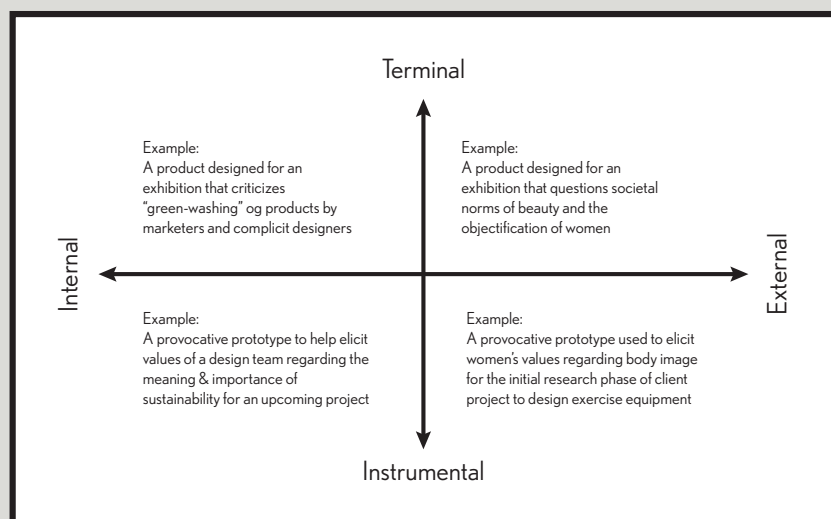 Terminal
Example:
A product designed for an
exhibition that criticizes
“green-washing” og products by
marketers and complicit designers
Example:
A product designed for an
exhibition that questions societal
norms of beauty and the
objectification of women
Internal
External
Example:
A provocative prototype to help elicit
values of a design team regarding the
meaning & importance of
sustainability for an upcoming project
Example:
A provocative prototype used to elicit
women’s values regarding body image
for the initial research phase of client
project to design exercise equipment
Instrumental